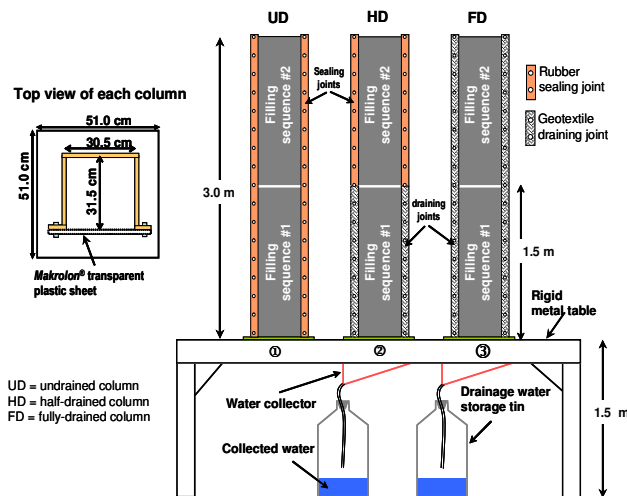 UD
HD
FD
Sealing
joints
Filling
sequence #2
Filling
sequence #2
Filling
sequence #2
Rubber
sealing joint
Geotextile
draining joint
Top view of each column
51.0 cm
30.5 cm
51.0 cm
31.5 cm
Makrolon® transparent
plastic sheet
3.0 m
Filling
sequence #1
Filling
sequence #1
Filling
sequence #1
draining
joints
1.5 m
Rigid
metal table
①
②
③
UD = undrained column
HD = half-drained column
FD = fully-drained column
Water collector
Drainage water
storage tin
1.5 m
Collected water